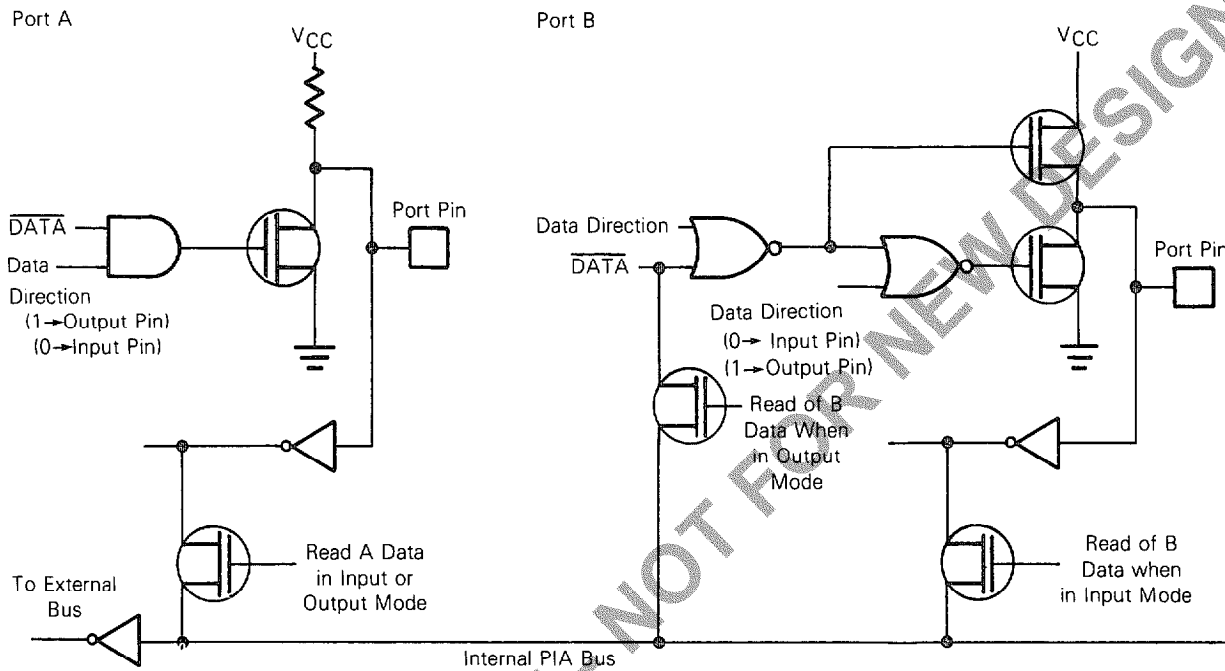 Port A
VCC
DATA
Data
Direction
(1→Output Pin)
(0→Input Pin)
Port Pin
Read A Data
in Input or
Output Mode
To External
Bus
Internal PIA Bus
Port B
VCC
Data Direction
DATA
Data Direction
(0→ Input Pin)
(1→Output Pin)
Port Pin
Read of B
Data When
in Output
Mode
Read of B
Data when
in Input Mode
NOT FOR NEW DESIGN